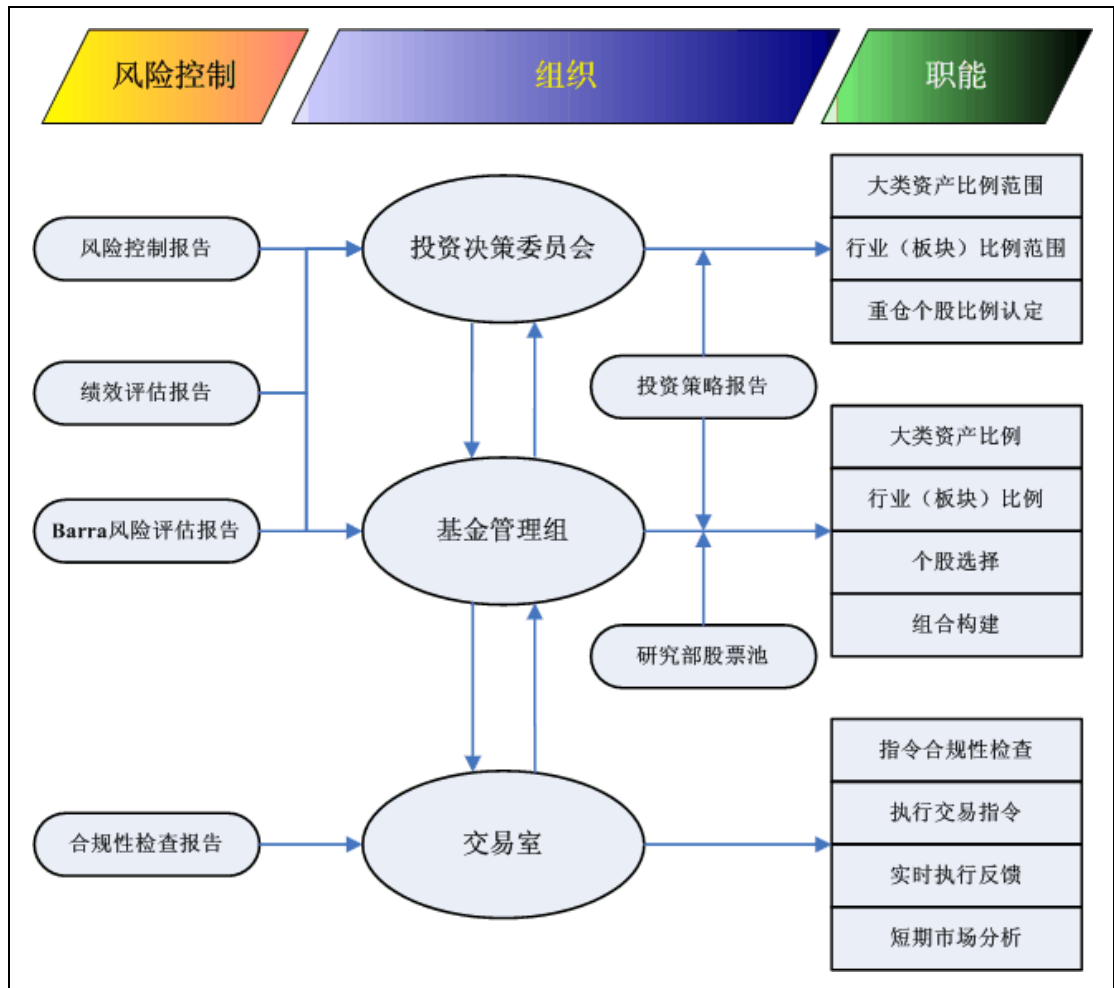 风险控制
组织
职能
风险控制报告
绩效评估报告
Barra风险评估报告
合规性检查报告
投资决策委员会
基金管理组
交易室
投资策略报告
研究部股票池
大类资产比例范围
行业（板块）比例范围
重仓个股比例认定
大类资产比例
行业（板块）比例
个股选择
组合构建
指令合规性检查
执行交易指令
实时执行反馈
短期市场分析